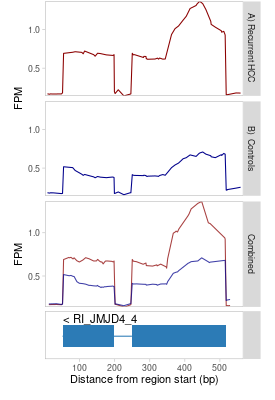 A) Recurrent HCC
1.0
0.5
FPM
B) Controls
1.0
0.5
Combined
1.0
0.5
FPM
< RI_JMJD4_4
100 200 300 400 500
Distance from region start (bp)